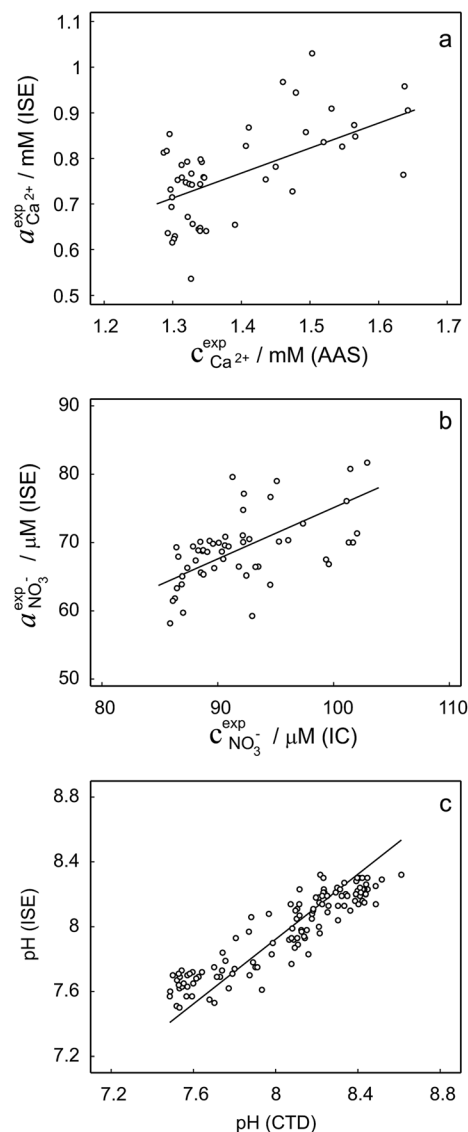 a
1.1
1
0.9
0.8
0.7
0.6
0.5
a^exp_Ca2+ / mM (ISE)
1.2 1.3 1.4 1.5 1.6 1.7
c^exp_Ca2+ / mM (AAS)
b
90
80
70
60
50
a^exp_NO3- / μM (ISE)
80 90 100 110
c^exp_NO3- / μM (IC)
c
8.8
8.4
8
7.6
7.2
pH (ISE)
7.2 7.6 8 8.4 8.8
pH (CTD)